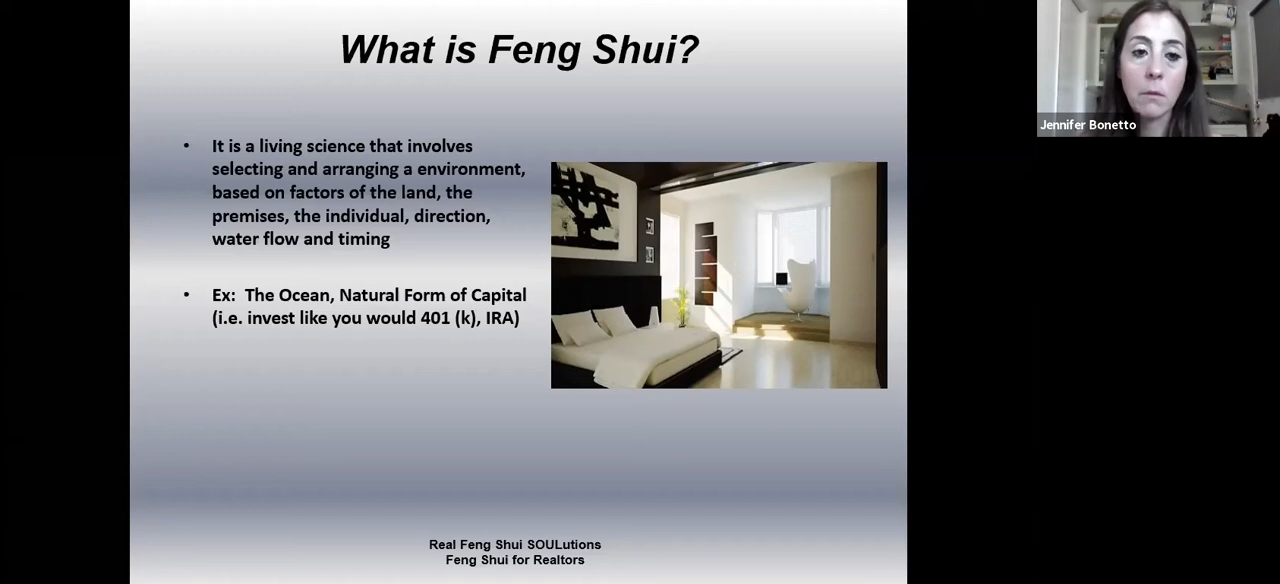 What is Feng Shui?
• It is a living science that involves
selecting and arranging a environment,
based on factors of the land, the
premises, the individual, direction,
water flow and timing
• Ex: The Ocean, Natural Form of Capital
(i.e. invest like you would 401 (k), IRA)
Real Feng Shui SOULutions
Feng Shui for Realtors
Jennifer Bonetto